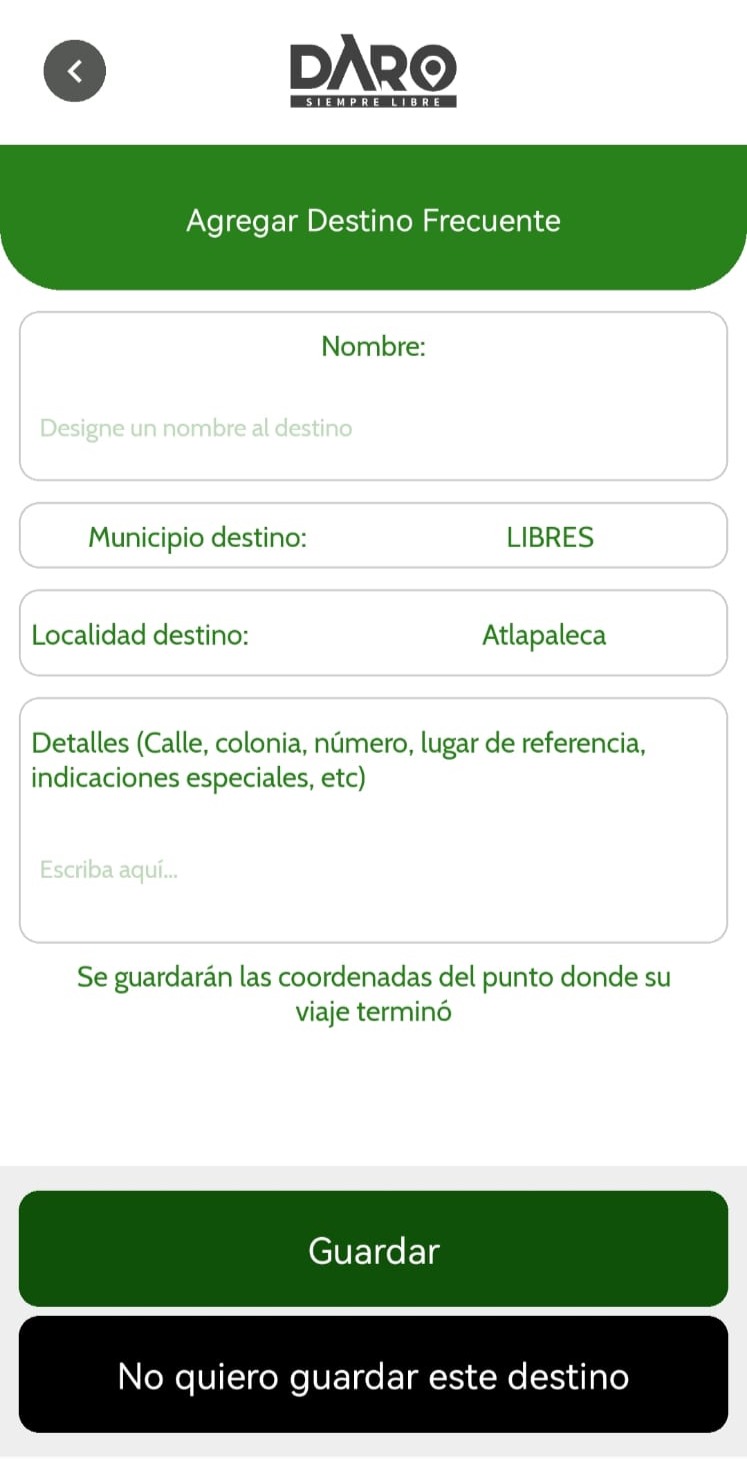 DARO
SIEMPRE LIBRE
Agregar Destino Frecuente
Nombre:
Designe un nombre al destino
Municipio destino: LIBRES
Localidad destino: Atlapaleca
Detalles (Calle, colonia, número, lugar de referencia,
indicaciones especiales, etc)
Escriba aquí...
Se guardarán las coordenadas del punto donde su
viaje terminó
Guardar
No quiero guardar este destino